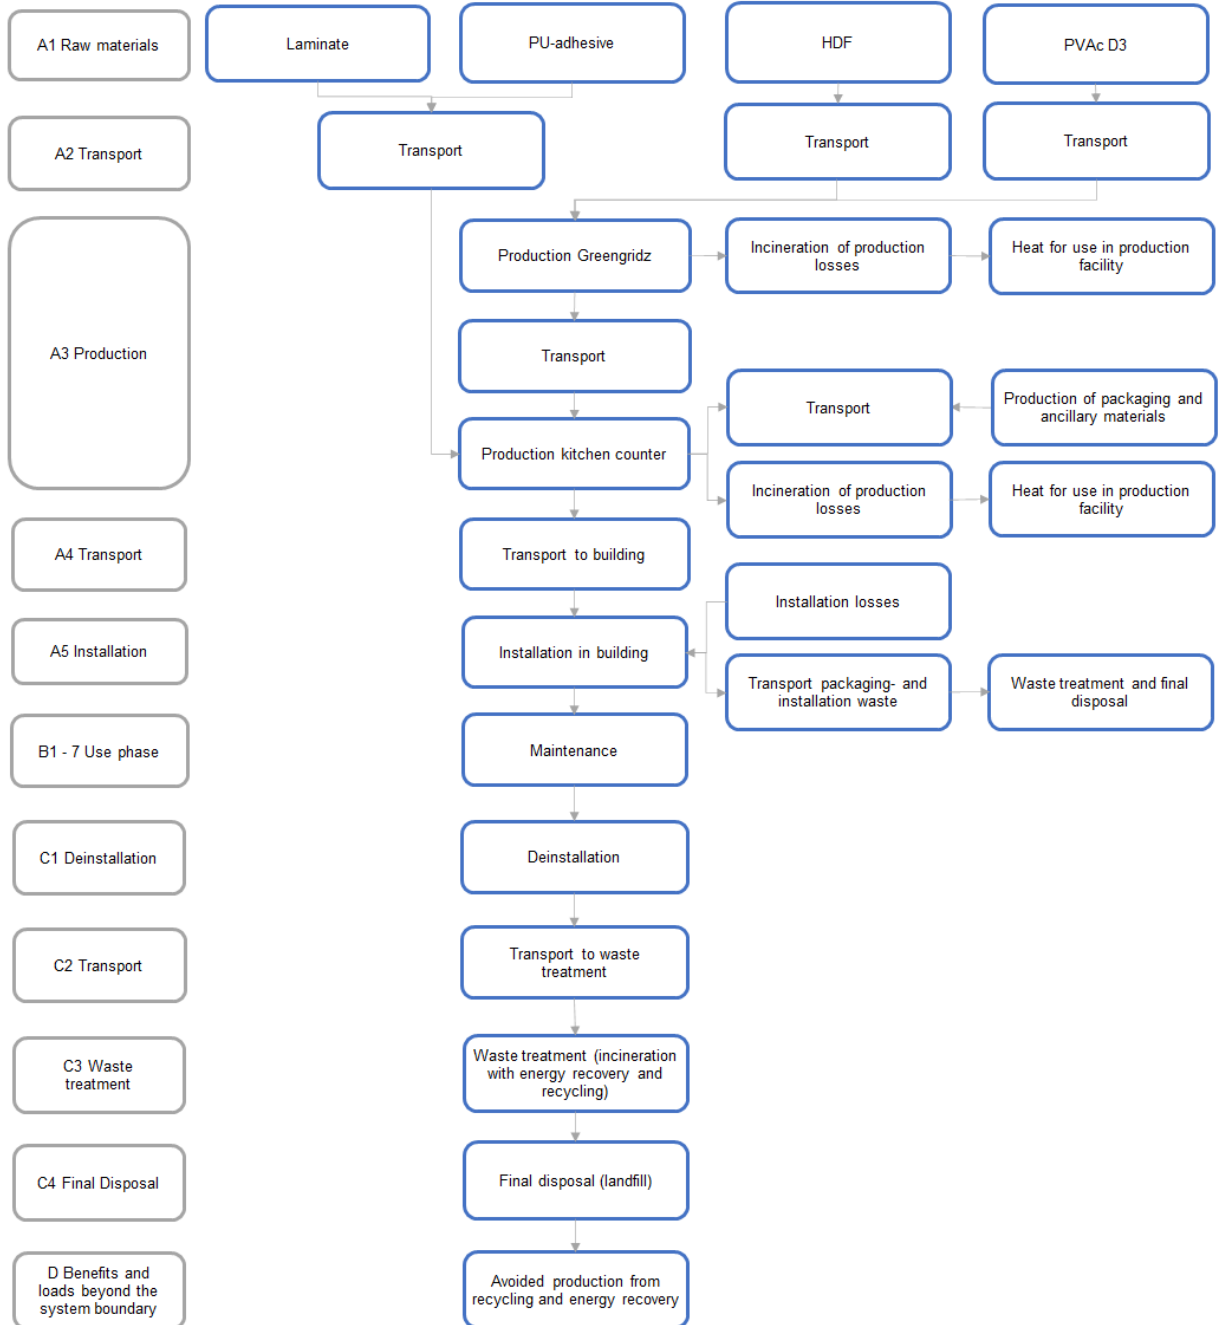 A1 Raw materials
Laminate
PU-adhesive
HDF
PVAc D3
A2 Transport
Transport
Transport
Transport
A3 Production
Production Greengridz
Incineration of production
losses
Heat for use in production
facility
Transport
Transport
Production of packaging and
ancillary materials
Production kitchen counter
Incineration of production
losses
Heat for use in production
facility
A4 Transport
Transport to building
Installation losses
A5 Installation
Installation in building
Transport packaging- and
installation waste
Waste treatment and final
disposal
B1 - 7 Use phase
Maintenance
C1 Deinstallation
Deinstallation
C2 Transport
Transport to waste
treatment
C3 Waste
treatment
Waste treatment (incineration
with energy recovery and
recycling)
C4 Final Disposal
Final disposal (landfill)
D Benefits and
loads beyond the
system boundary
Avoided production from
recycling and energy recovery